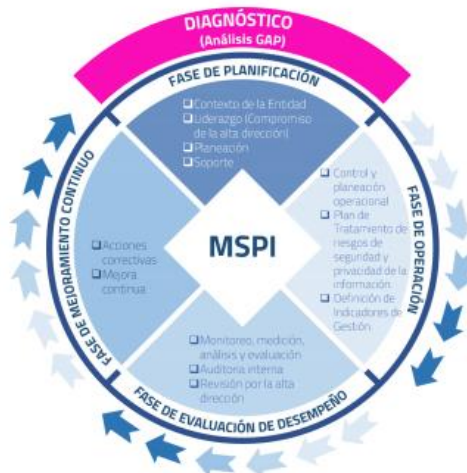 DIAGNÓSTICO
(Análisis GAP)
FASE DE PLANIFICACIÓN
❑Contexto de la Entidad
❑Liderazgo (Compromiso
de la alta dirección)
❑Planeación
❑Soporte
❑Control y
planeación
operacional
❑Plan de
Tratamiento de
riesgos de
seguridad y
privacidad de la
información.
❑Definición de
Indicadores de
Gestión.
FASE DE OPERACIÓN
MSPI
FASE DE MEJORAMIENTO CONTINUO
❑Acciones
correctivas
❑Mejora
continua.
❑Monitoreo, medición,
análisis y evaluación
❑Auditoria interna
❑Revisión por la alta
dirección
FASE DE EVALUACIÓN DE DESEMPEÑO